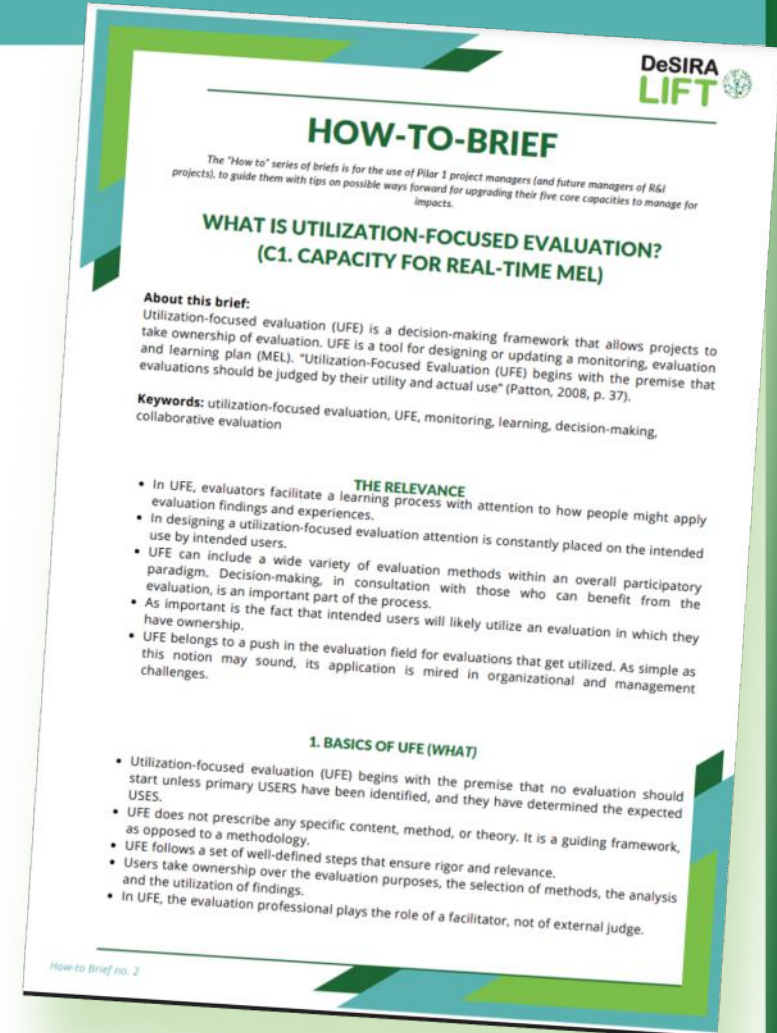 DeSIRA
LIFT
HOW-TO-BRIEF
The "How to" series of briefs is for the use of Pilar 1 project managers (and future managers of R&I
projects), to guide them with tips on possible ways forward for upgrading their five core capacities to manage for
impacts.
WHAT IS UTILIZATION-FOCUSED EVALUATION?
(C1. CAPACITY FOR REAL-TIME MEL)
About this brief:
Utilization-focused evaluation (UFE) is a decision-making framework that allows projects to
take ownership of evaluation. UFE is a tool for designing or updating a monitoring, evaluation
and learning plan (MEL). "Utilization-Focused Evaluation (UFE) begins with the premise that
evaluations should be judged by their utility and actual use" (Patton, 2008, p. 37).
Keywords: utilization-focused evaluation, UFE, monitoring, learning, decision-making,
collaborative evaluation
THE RELEVANCE
• In UFE, evaluators facilitate a learning process with attention to how people might apply
evaluation findings and experiences.
• In designing a utilization-focused evaluation attention is constantly placed on the intended
use by intended users.
• UFE can include a wide variety of evaluation methods within an overall participatory
paradigm. Decision-making, in consultation with those who can benefit from the
evaluation, is an important part of the process.
• As important is the fact that intended users will likely utilize an evaluation in which they
have ownership.
• UFE belongs to a push in the evaluation field for evaluations that get utilized. As simple as
this notion may sound, its application is mired in organizational and management
challenges.
1. BASICS OF UFE (WHAT)
• Utilization-focused evaluation (UFE) begins with the premise that no evaluation should
start unless primary USERS have been identified, and they have determined the expected
USES.
• UFE does not prescribe any specific content, method, or theory. It is a guiding framework,
as opposed to a methodology.
• UFE follows a set of well-defined steps that ensure rigor and relevance.
• Users take ownership over the evaluation purposes, the selection of methods, the analysis
and the utilization of findings.
• In UFE, the evaluation professional plays the role of a facilitator, not of external judge.
How-to Brief no. 2